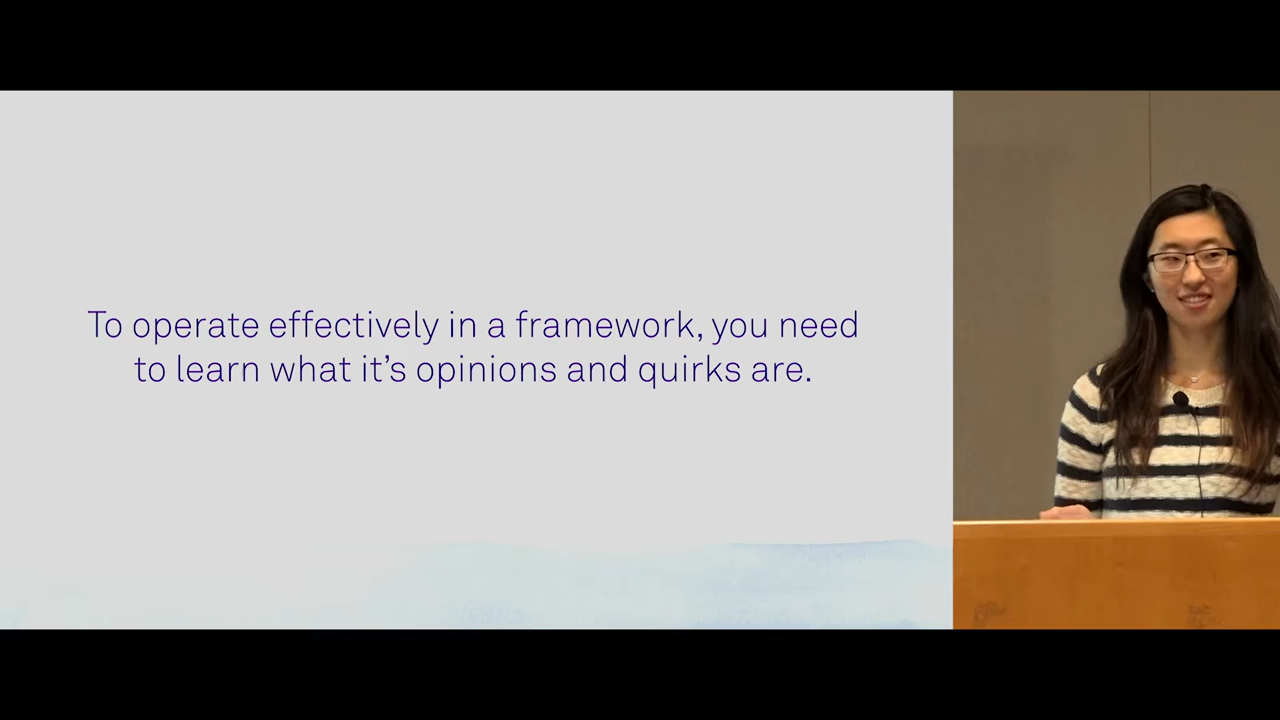 To operate effectively in a framework, you need
to learn what it’s opinions and quirks are.